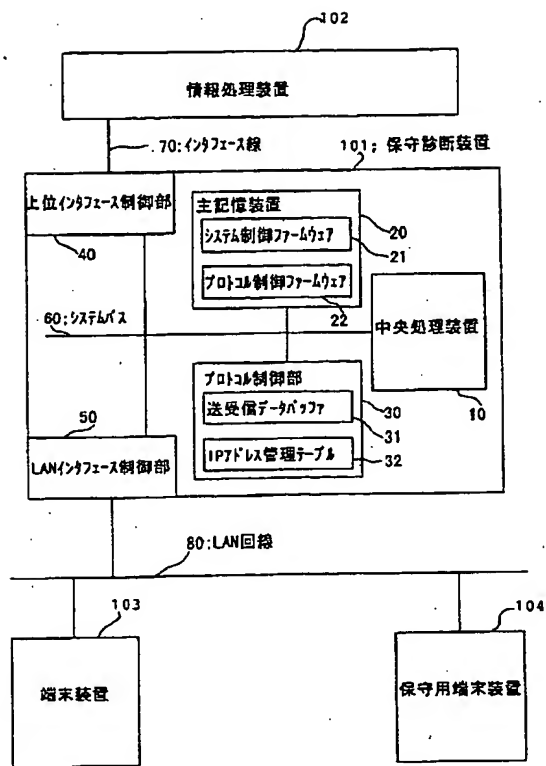 102
情報処理装置
70:インタフェース線
101;保守診断装置
上位インタフェース制御部
40
主記憶装置
システム制御ファームウェア
20
21
プロトコル制御ファームウェア
22
60:システムバス
中央処理装置
10
プロトコル制御部
送受信データバッファ
30
31
IPアドレス管理テーブル
32
50
LANインタフェース制御部
80:LAN回線
103
端末装置
104
保守用端末装置